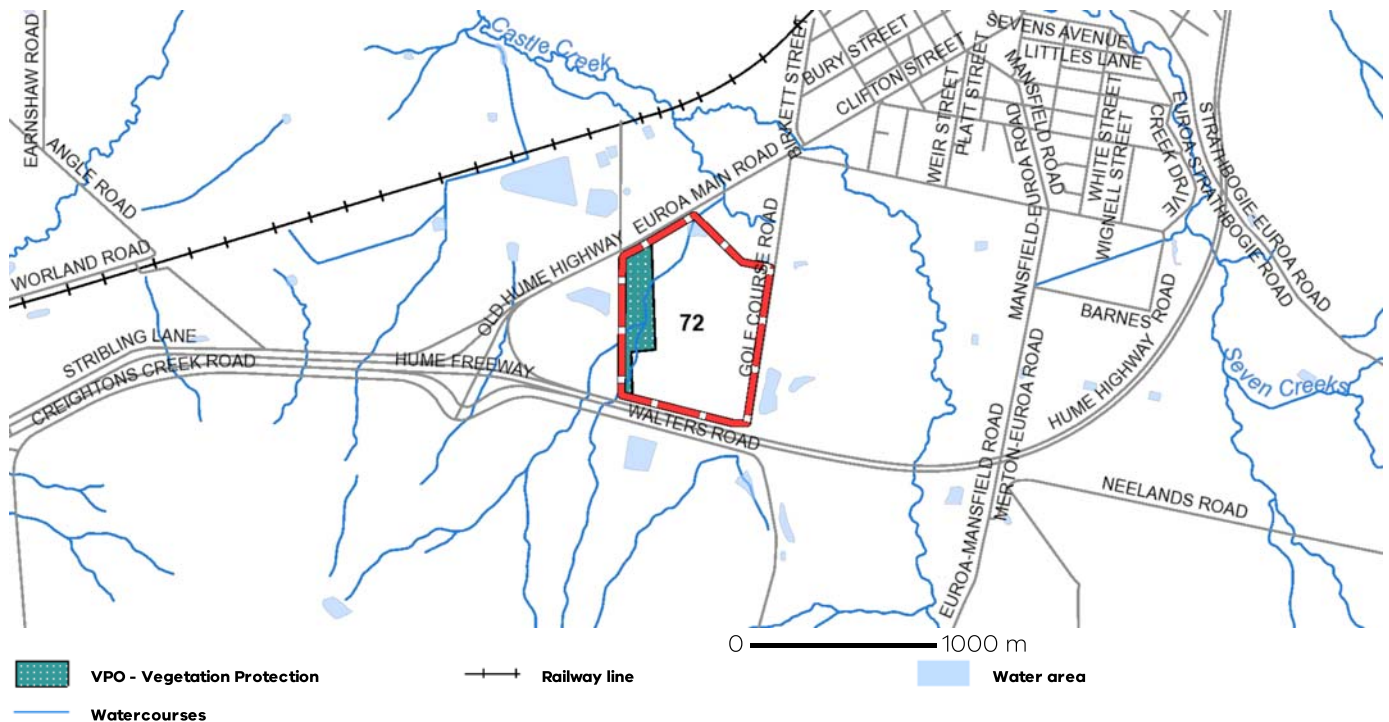 EARNSHAW ROAD
ANGLE ROAD
WORLAND ROAD
STRIBLING LANE
CREIGHTONS CREEK ROAD
HUME FREEWAY
OLD HUME HIGHWAY
EUROA MAIN ROAD
Castle Creek
BIRKETT STREET
BURY STREET
CLIFTON STREET
SEVENS AVENUE
LITTLES LANE
WEIR STREET
PLATT STREET
MANSFIELD ROAD
MANSFIELD-EUROA ROAD
WHITE STREET
WIGNELL STREET
CREEK DRIVE
EUROA-STRATHBOGIE ROAD
STRATHBOGIE-EUROA ROAD
72
GOLF COURSE ROAD
WALTERS ROAD
MANSFIELD-EUROA ROAD
BARNES ROAD
HUME HIGHWAY
Seven Creeks
EUROA-MANSFIELD ROAD
MERTON-EUROA ROAD
NEELANDS ROAD
0 1000 m
VPO - Vegetation Protection
Railway line
Water area
Watercourses